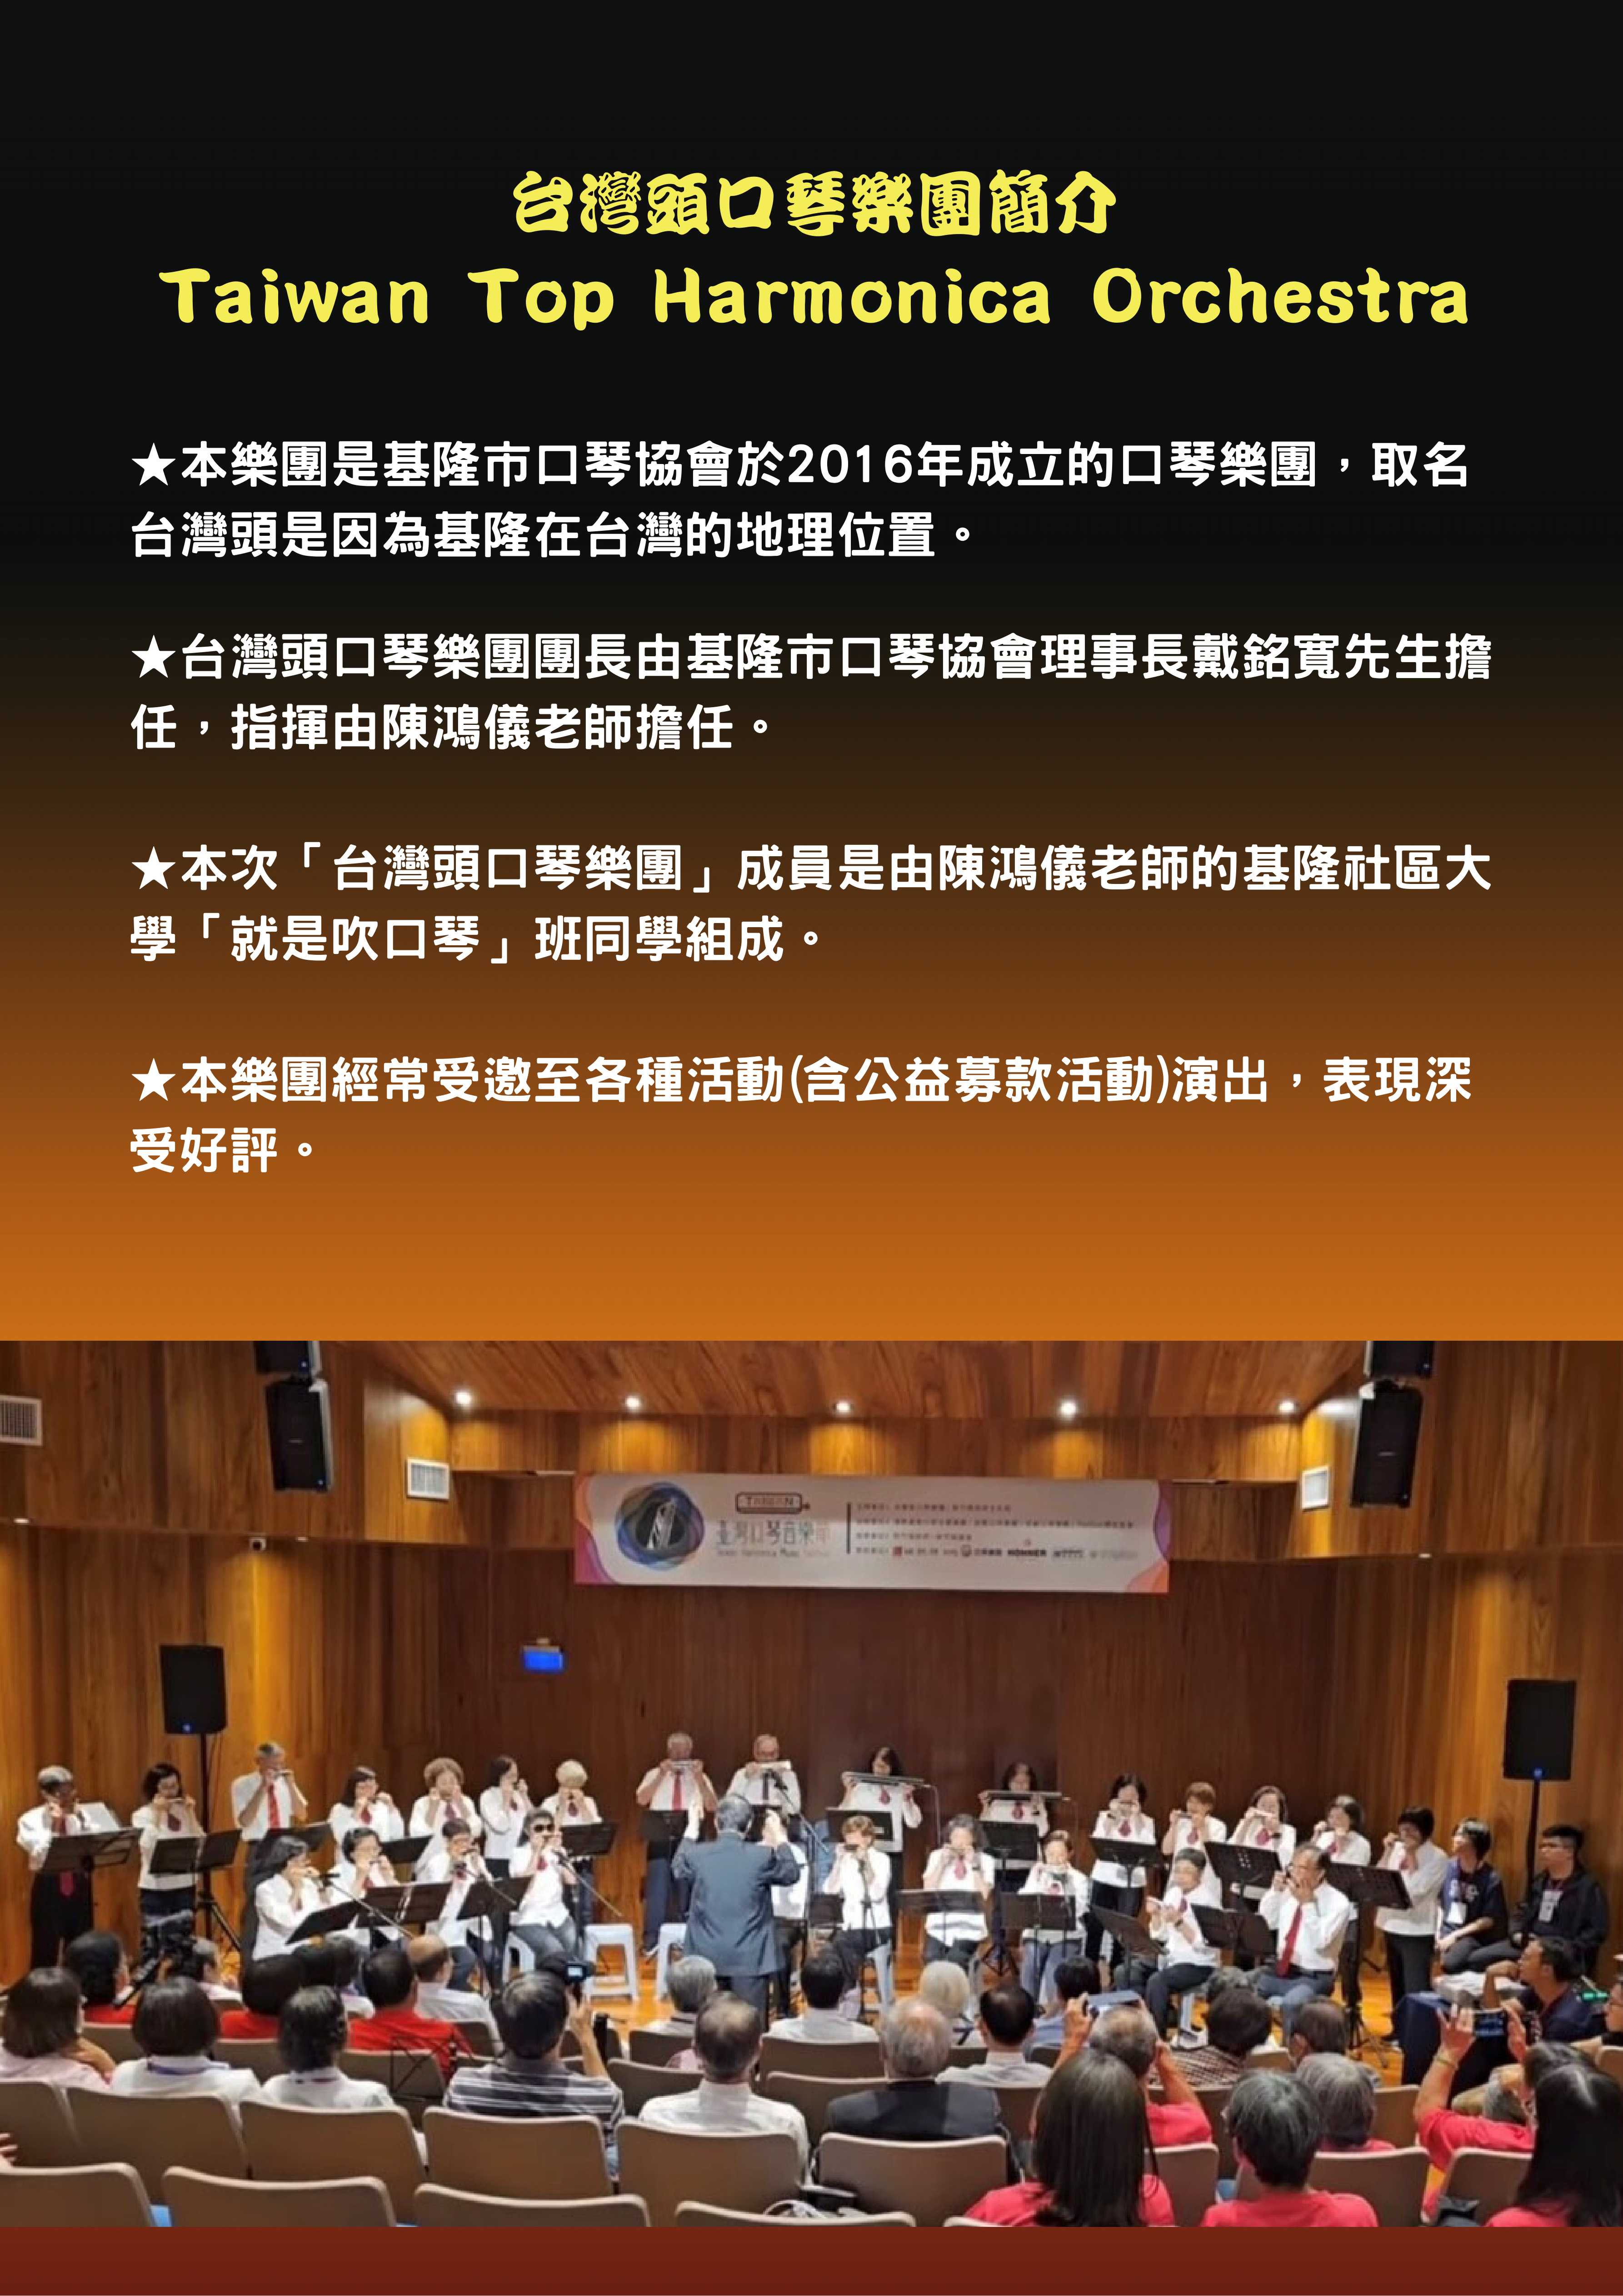 台灣頭口琴樂團簡介
Taiwan Top Harmonica Orchestra
★本樂團是基隆市口琴協會於2016年成立的口琴樂團，取名
台灣頭是因為基隆在台灣的地理位置。
★台灣頭口琴樂團團長由基隆市口琴協會理事長戴銘寬先生擔
任，指揮由陳鴻儀老師擔任。
★本次「台灣頭口琴樂團」成員是由陳鴻儀老師的基隆社區大
學「就是吹口琴」班同學組成。
★本樂團經常受邀至各種活動(含公益募款活動)演出，表現深
受好評。
TAIWAN
臺灣口琴音樂節
Taiwan Harmonica Music Festival
HOHNER